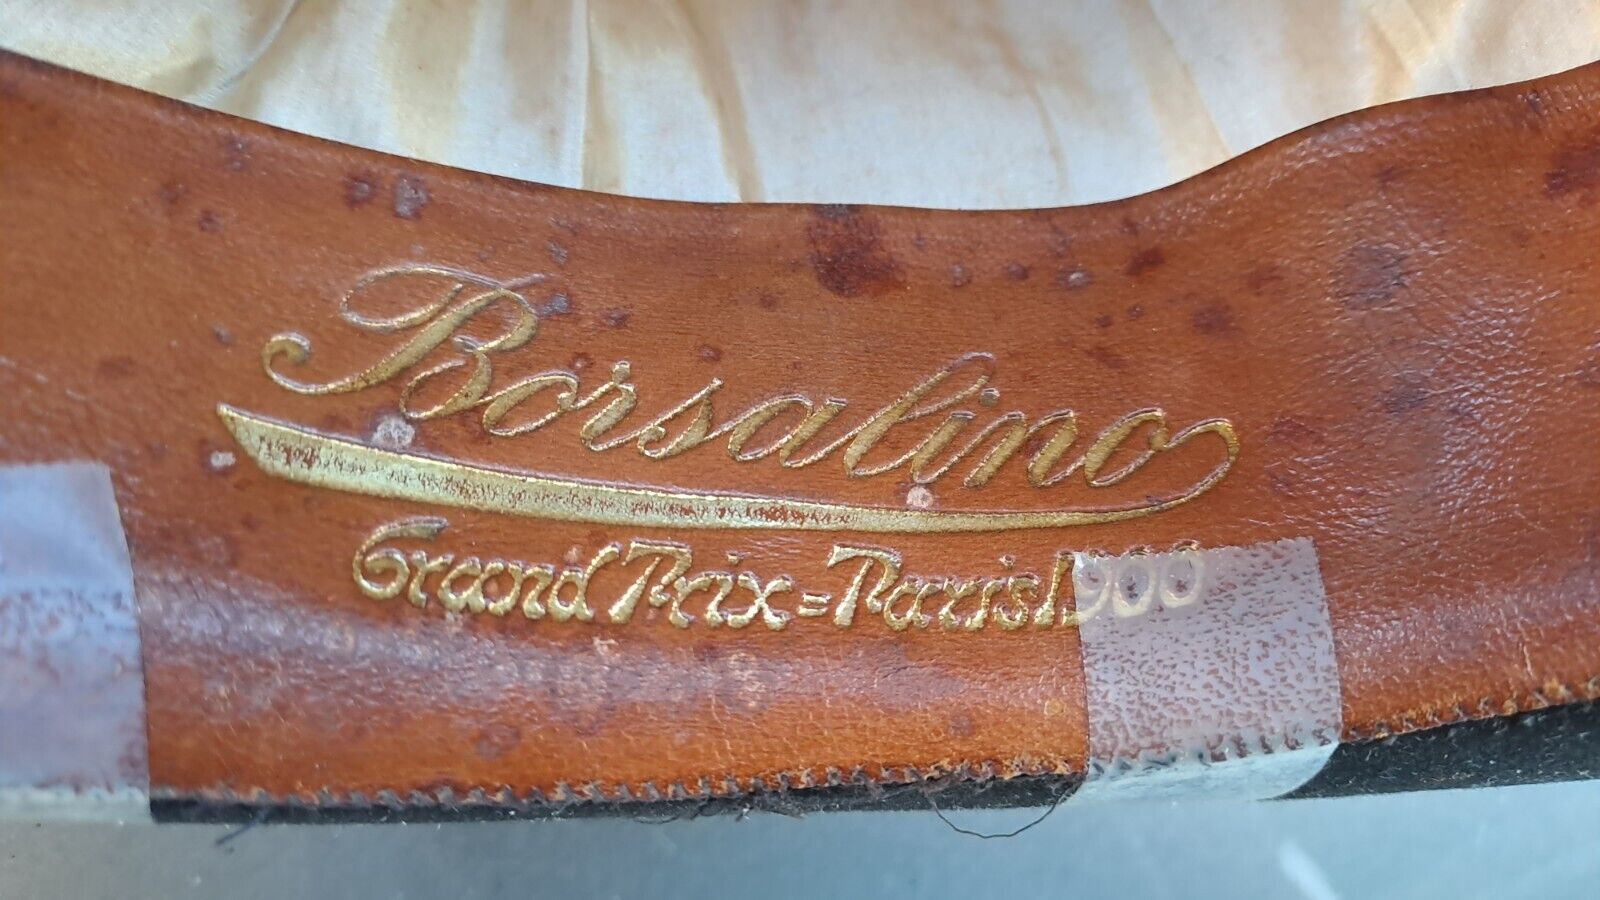 Borsalino
Grand Prix=Paris 1900